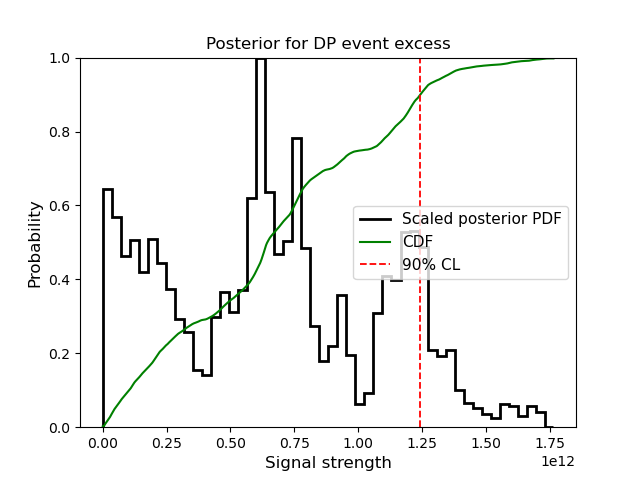 Posterior for DP event excess
1.0
0.8
0.6
0.4
0.2
0.0
Probability
Scaled posterior PDF
CDF
90% CL
0.00 0.25 0.50 0.75 1.00 1.25 1.50 1.75
1e12
Signal strength